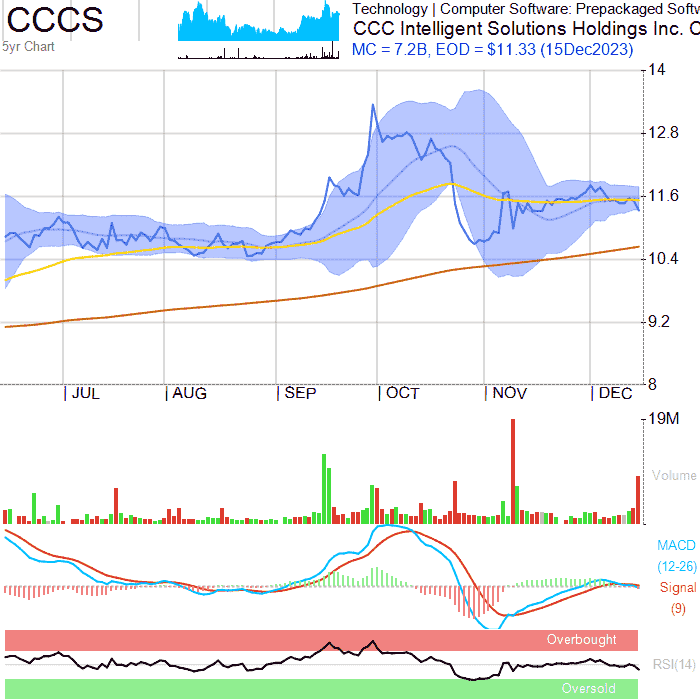 CCCS
5yr Chart
Technology | Computer Software: Prepackaged Softw
CCC Intelligent Solutions Holdings Inc. C
MC = 7.2B, EOD = $11.33 (15Dec2023)
14
12.8
11.6
10.4
9.2
8
JUL AUG SEP OCT NOV DEC
19M
Volume
MACD
(12-26)
Signal
(9)
Overbought
RSI(14)
Oversold